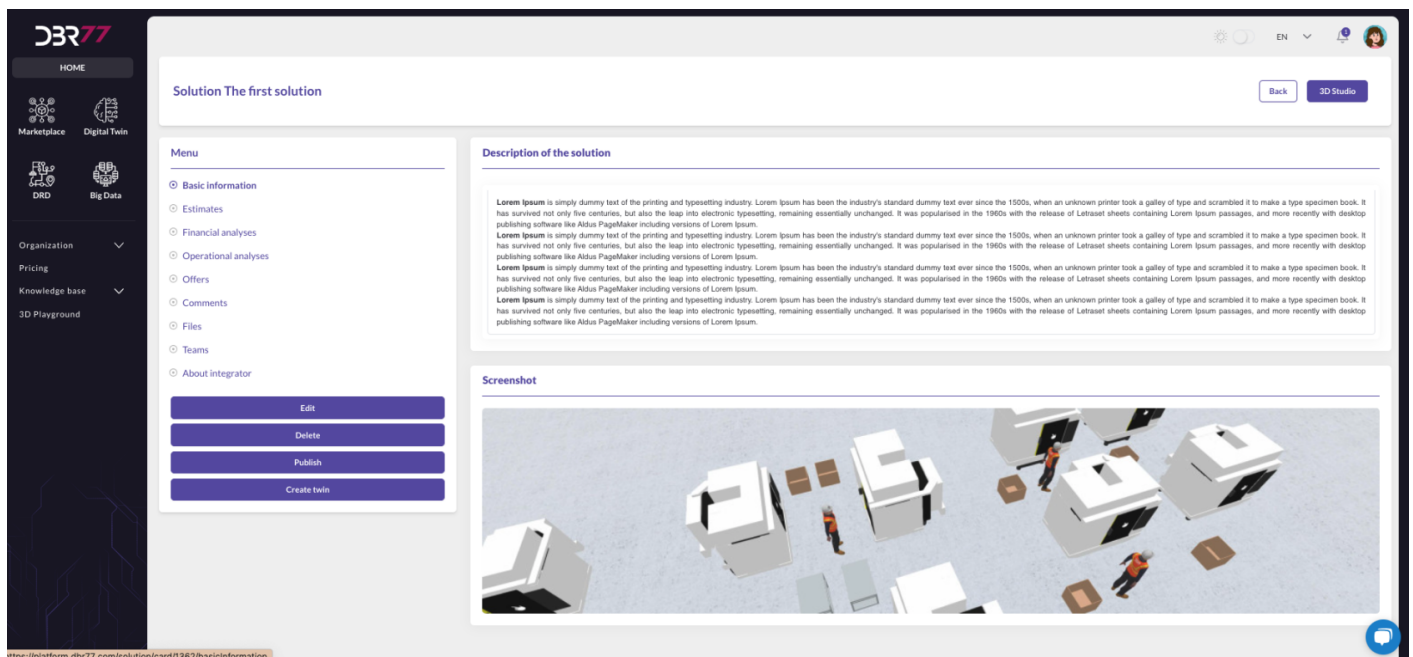 DBR77
HOME
Marketplace
Digital Twin
DRD
Big Data
Organization
Pricing
Knowledge base
3D Playground
EN
1
Solution The first solution
Back
3D Studio
Menu
Basic information
Estimates
Financial analyses
Operational analyses
Offers
Comments
Files
Teams
About integrator
Edit
Delete
Publish
Create twin
Description of the solution
Lorem Ipsum is simply dummy text of the printing and typesetting industry. Lorem Ipsum has been the industry's standard dummy text ever since the 1500s, when an unknown printer took a galley of type and scrambled it to make a type specimen book. It
has survived not only five centuries, but also the leap into electronic typesetting, remaining essentially unchanged. It was popularised in the 1960s with the release of Letraset sheets containing Lorem Ipsum passages, and more recently with desktop
publishing software like Aldus PageMaker including versions of Lorem Ipsum.
Lorem Ipsum is simply dummy text of the printing and typesetting industry. Lorem Ipsum has been the industry's standard dummy text ever since the 1500s, when an unknown printer took a galley of type and scrambled it to make a type specimen book. It
has survived not only five centuries, but also the leap into electronic typesetting, remaining essentially unchanged. It was popularised in the 1960s with the release of Letraset sheets containing Lorem Ipsum passages, and more recently with desktop
publishing software like Aldus PageMaker including versions of Lorem Ipsum.
Lorem Ipsum is simply dummy text of the printing and typesetting industry. Lorem Ipsum has been the industry's standard dummy text ever since the 1500s, when an unknown printer took a galley of type and scrambled it to make a type specimen book. It
has survived not only five centuries, but also the leap into electronic typesetting, remaining essentially unchanged. It was popularised in the 1960s with the release of Letraset sheets containing Lorem Ipsum passages, and more recently with desktop
publishing software like Aldus PageMaker including versions of Lorem Ipsum.
Lorem Ipsum is simply dummy text of the printing and typesetting industry. Lorem Ipsum has been the industry's standard dummy text ever since the 1500s, when an unknown printer took a galley of type and scrambled it to make a type specimen book. It
has survived not only five centuries, but also the leap into electronic typesetting, remaining essentially unchanged. It was popularised in the 1960s with the release of Letraset sheets containing Lorem Ipsum passages, and more recently with desktop
publishing software like Aldus PageMaker including versions of Lorem Ipsum.
Screenshot
https://platform.dbr77.com/solution/card/1362/basicInformation